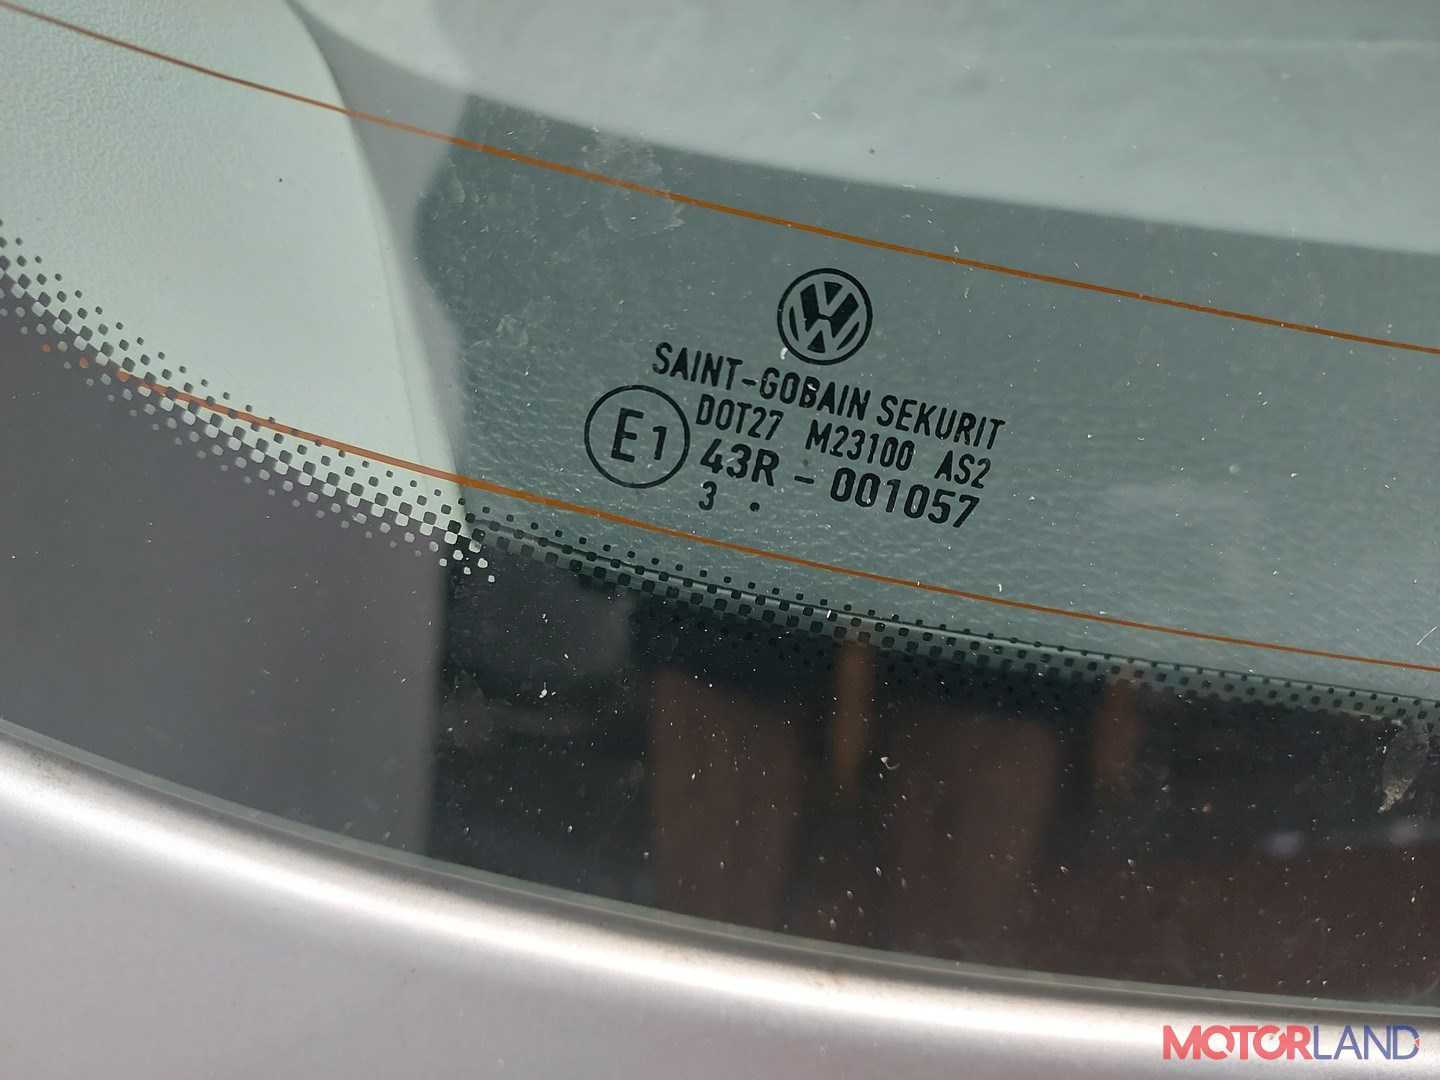 SAINT-GOBAIN SEKURIT
DOT27 M23100 AS2
E1 43R - 001057
3 .
MOTORLAND